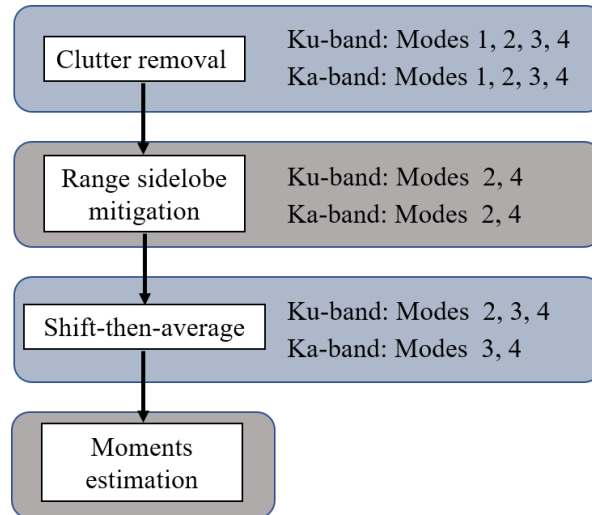 Clutter removal
Ku-band: Modes 1, 2, 3, 4
Ka-band: Modes 1, 2, 3, 4
Range sidelobe
mitigation
Ku-band: Modes  2, 4
Ka-band: Modes  2, 4
Shift-then-average
Ku-band: Modes  2, 3, 4
Ka-band: Modes  3, 4
Moments
estimation